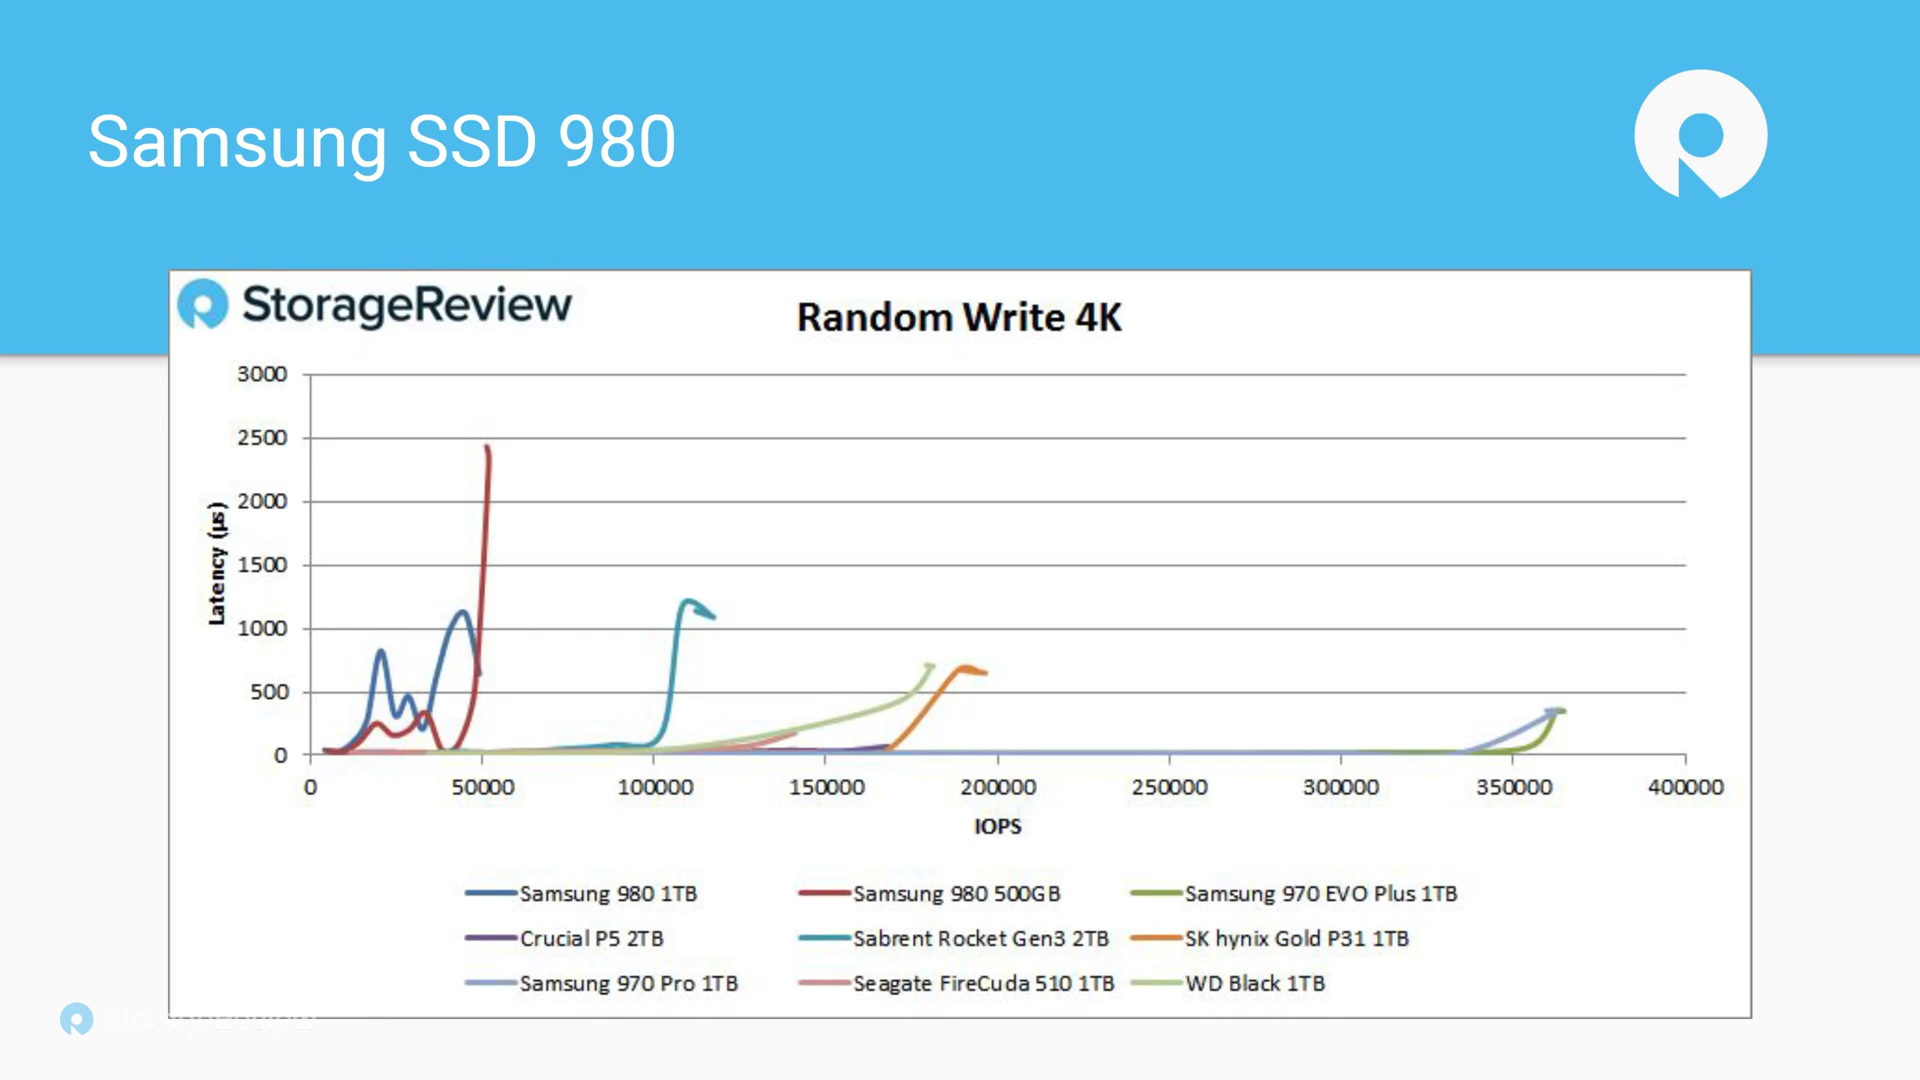 Samsung SSD 980
StorageReview
Random Write 4K
3000
2500
2000
1500
1000
500
0
Latency (µs)
0 50000 100000 150000 200000 250000 300000 350000 400000
IOPS
Samsung 980 1TB Samsung 980 500GB Samsung 970 EVO Plus 1TB
Crucial P5 2TB Sabrent Rocket Gen3 2TB SK hynix Gold P31 1TB
Samsung 970 Pro 1TB Seagate FireCuda 510 1TB WD Black 1TB